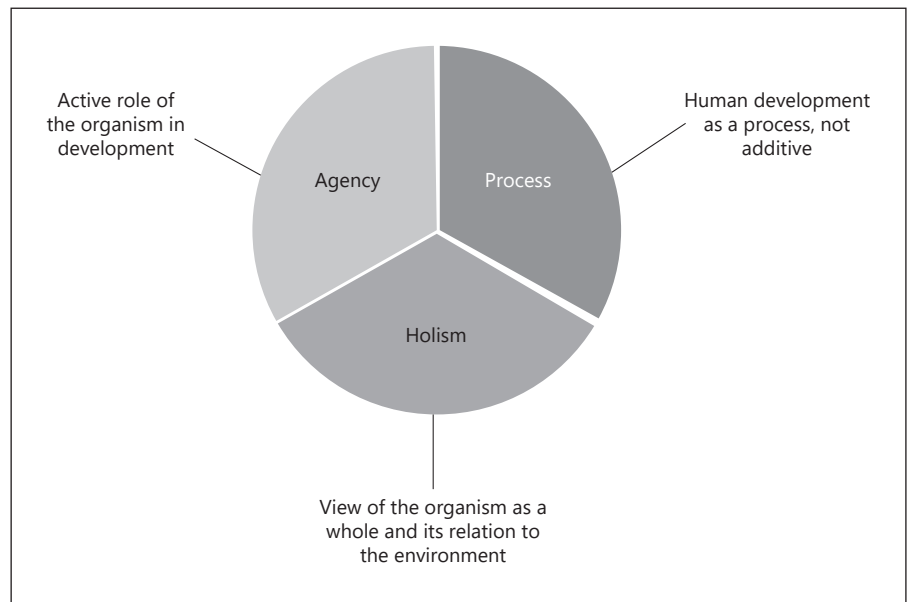 Active role of
the organism in
development
Agency
Process
Human development
as a process, not
additive
Holism
View of the organism as a
whole and its relation to
the environment